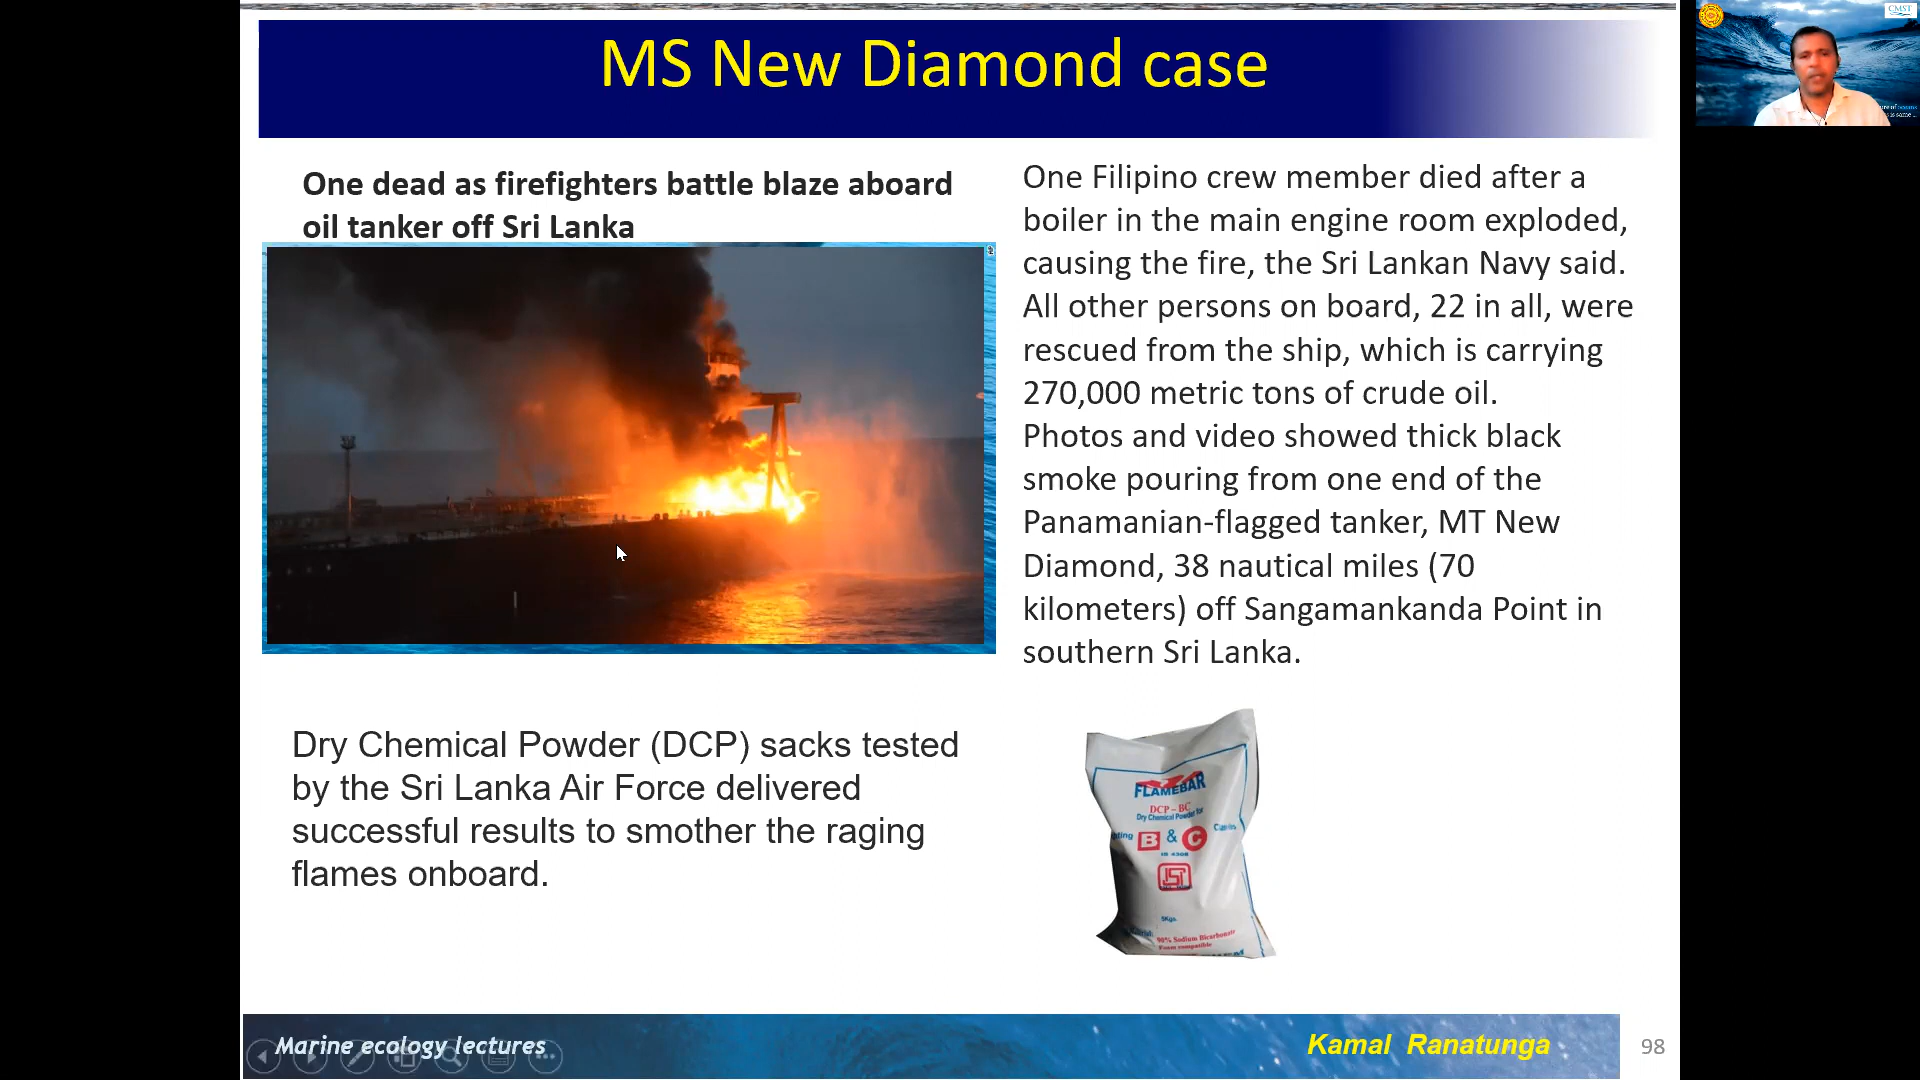 MS New Diamond case
One dead as firefighters battle blaze aboard
oil tanker off Sri Lanka
One Filipino crew member died after a
boiler in the main engine room exploded,
causing the fire, the Sri Lankan Navy said.
All other persons on board, 22 in all, were
rescued from the ship, which is carrying
270,000 metric tons of crude oil.
Photos and video showed thick black
smoke pouring from one end of the
Panamanian-flagged tanker, MT New
Diamond, 38 nautical miles (70
kilometers) off Sangamankanda Point in
southern Sri Lanka.
Dry Chemical Powder (DCP) sacks tested
by the Sri Lanka Air Force delivered
successful results to smother the raging
flames onboard.
FLAMEBAR
DCP - BC
Dry Chemical Powder for
B & C
ISI
5Kgs.
90% Sodium Bicarbonate
Foam compatible
Marine ecology lectures
Kamal Ranatunga
98
CMST